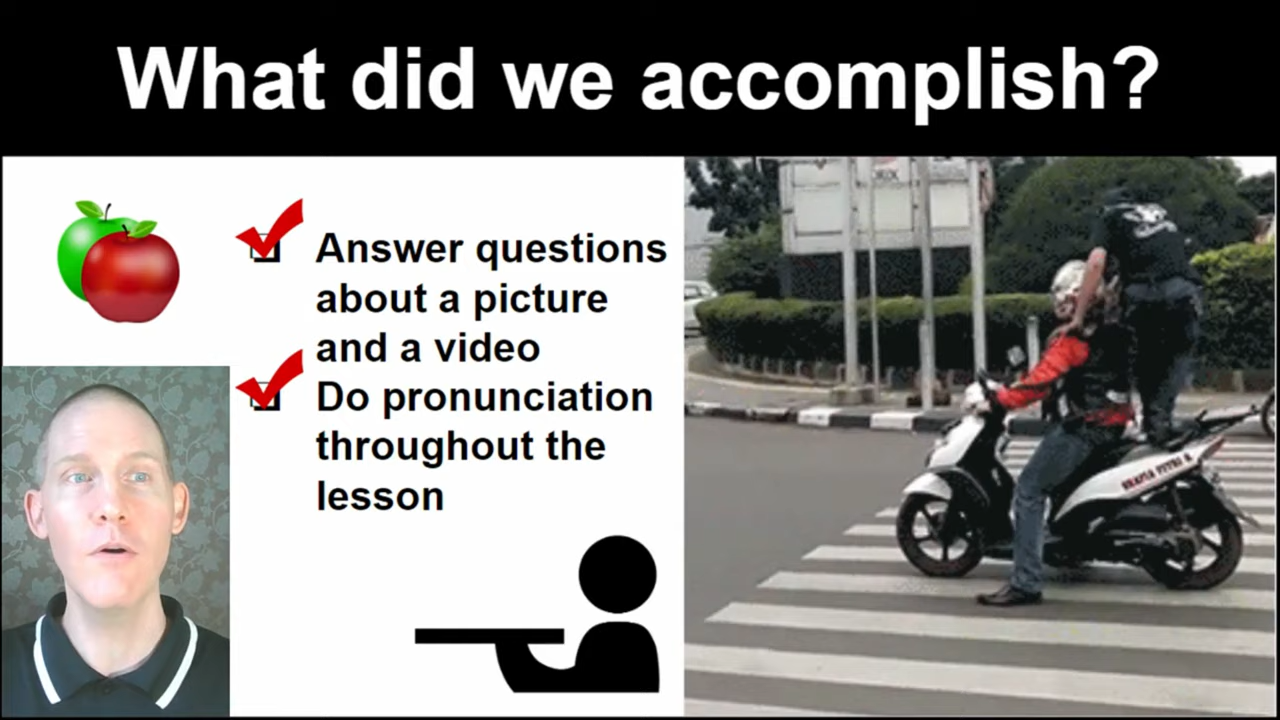 What did we accomplish?
Answer questions
about a picture
and a video
Do pronunciation
throughout the
lesson